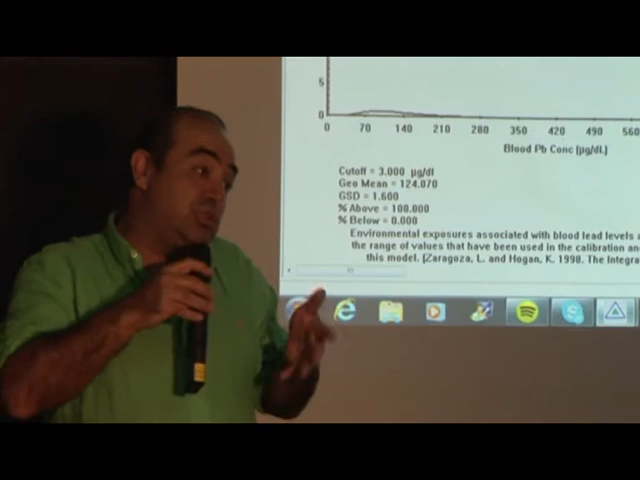 5
0
0 70 140 210 280 350 420 490 560
Blood Pb Conc (µg/dL)
Cutoff = 3.000 µg/dl
Geo Mean = 124.070
GSD = 1.600
% Above = 100.000
% Below = 0.000
Environmental exposures associated with blood lead levels a
the range of values that have been used in the calibration an
this model. (Zaragoza, L. and Hogan, K. 1998. The Integra